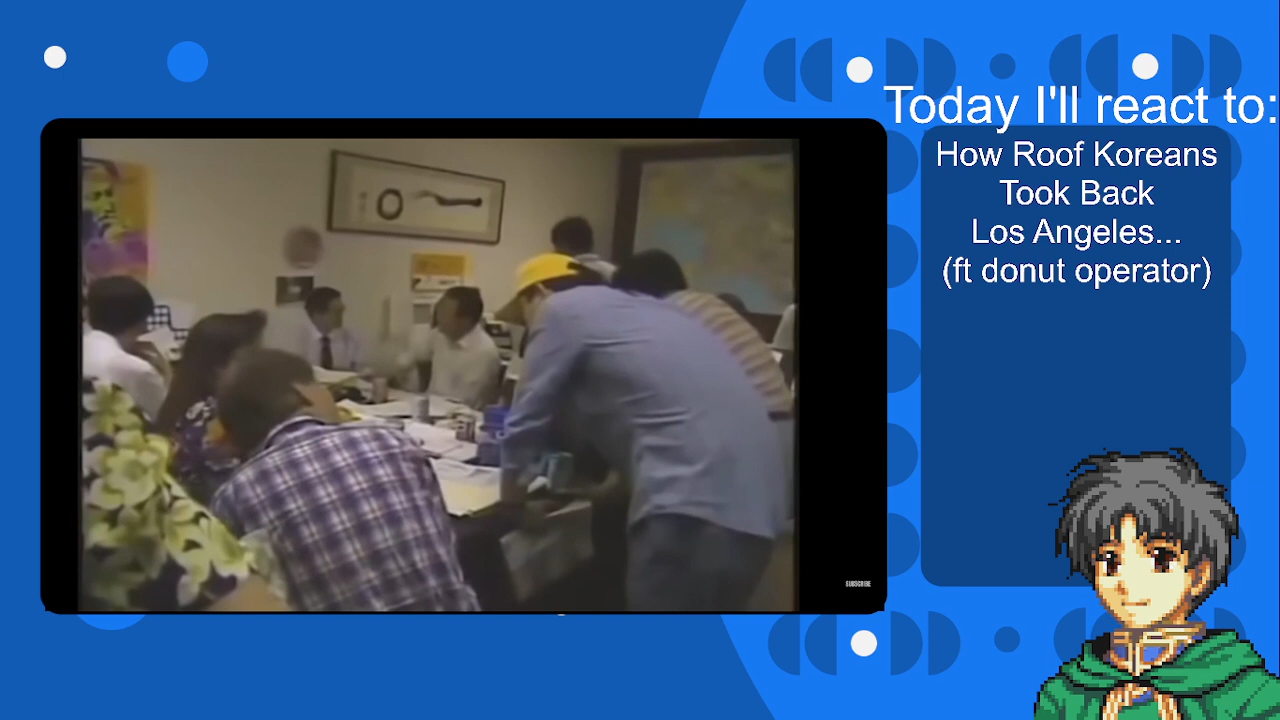 Today I'll react to:
How Roof Koreans
Took Back
Los Angeles...
(ft donut operator)
SUBSCRIBE